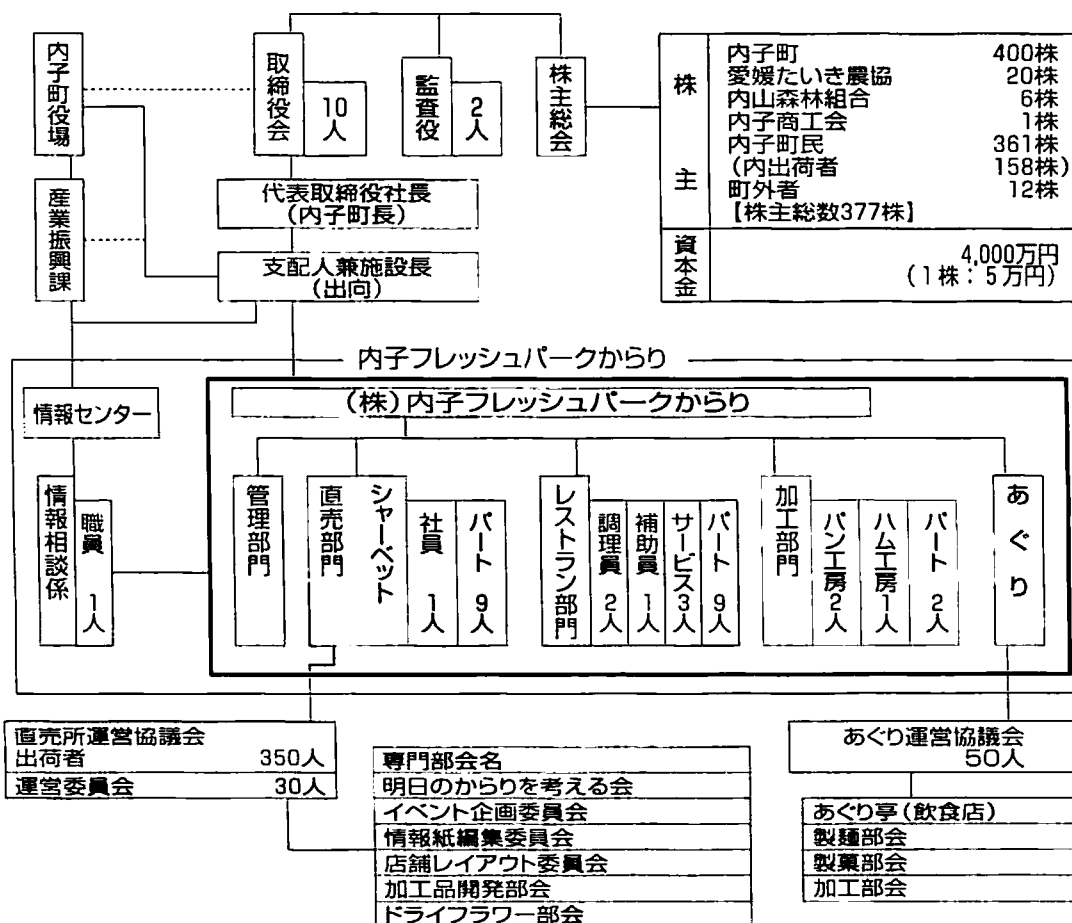 内子町役場
取締役会
10人
監査役
2人
株主総会
株主
内子町 400株
愛媛たいき農協 20株
内山森林組合 6株
内子商工会 1株
内子町民 361株
(内出荷者 158株)
町外者 12株
【株主総数377株】
資本金
4,000万円
(1株:5万円)
産業振興課
代表取締役社長
(内子町長)
支配人兼施設長
(出向)
内子フレッシュパークからり
情報センター
(株)内子フレッシュパークからり
情報相談係
職員 1人
管理部門
直売部門
シャーベット
社員 1人
パート 9人
レストラン部門
調理員 2人
補助員 1人
サービス 3人
パート 9人
加工部門
パン工房 2人
ハム工房 1人
パート 2人
あぐり
直売所運営協議会
出荷者 350人
運営委員会 30人
専門部会名
明日のからりを考える会
イベント企画委員会
情報紙編集委員会
店舗レイアウト委員会
加工品開発部会
ドライフラワー部会
あぐり運営協議会
50人
あぐり亭(飲食店)
製麺部会
製菓部会
加工部会